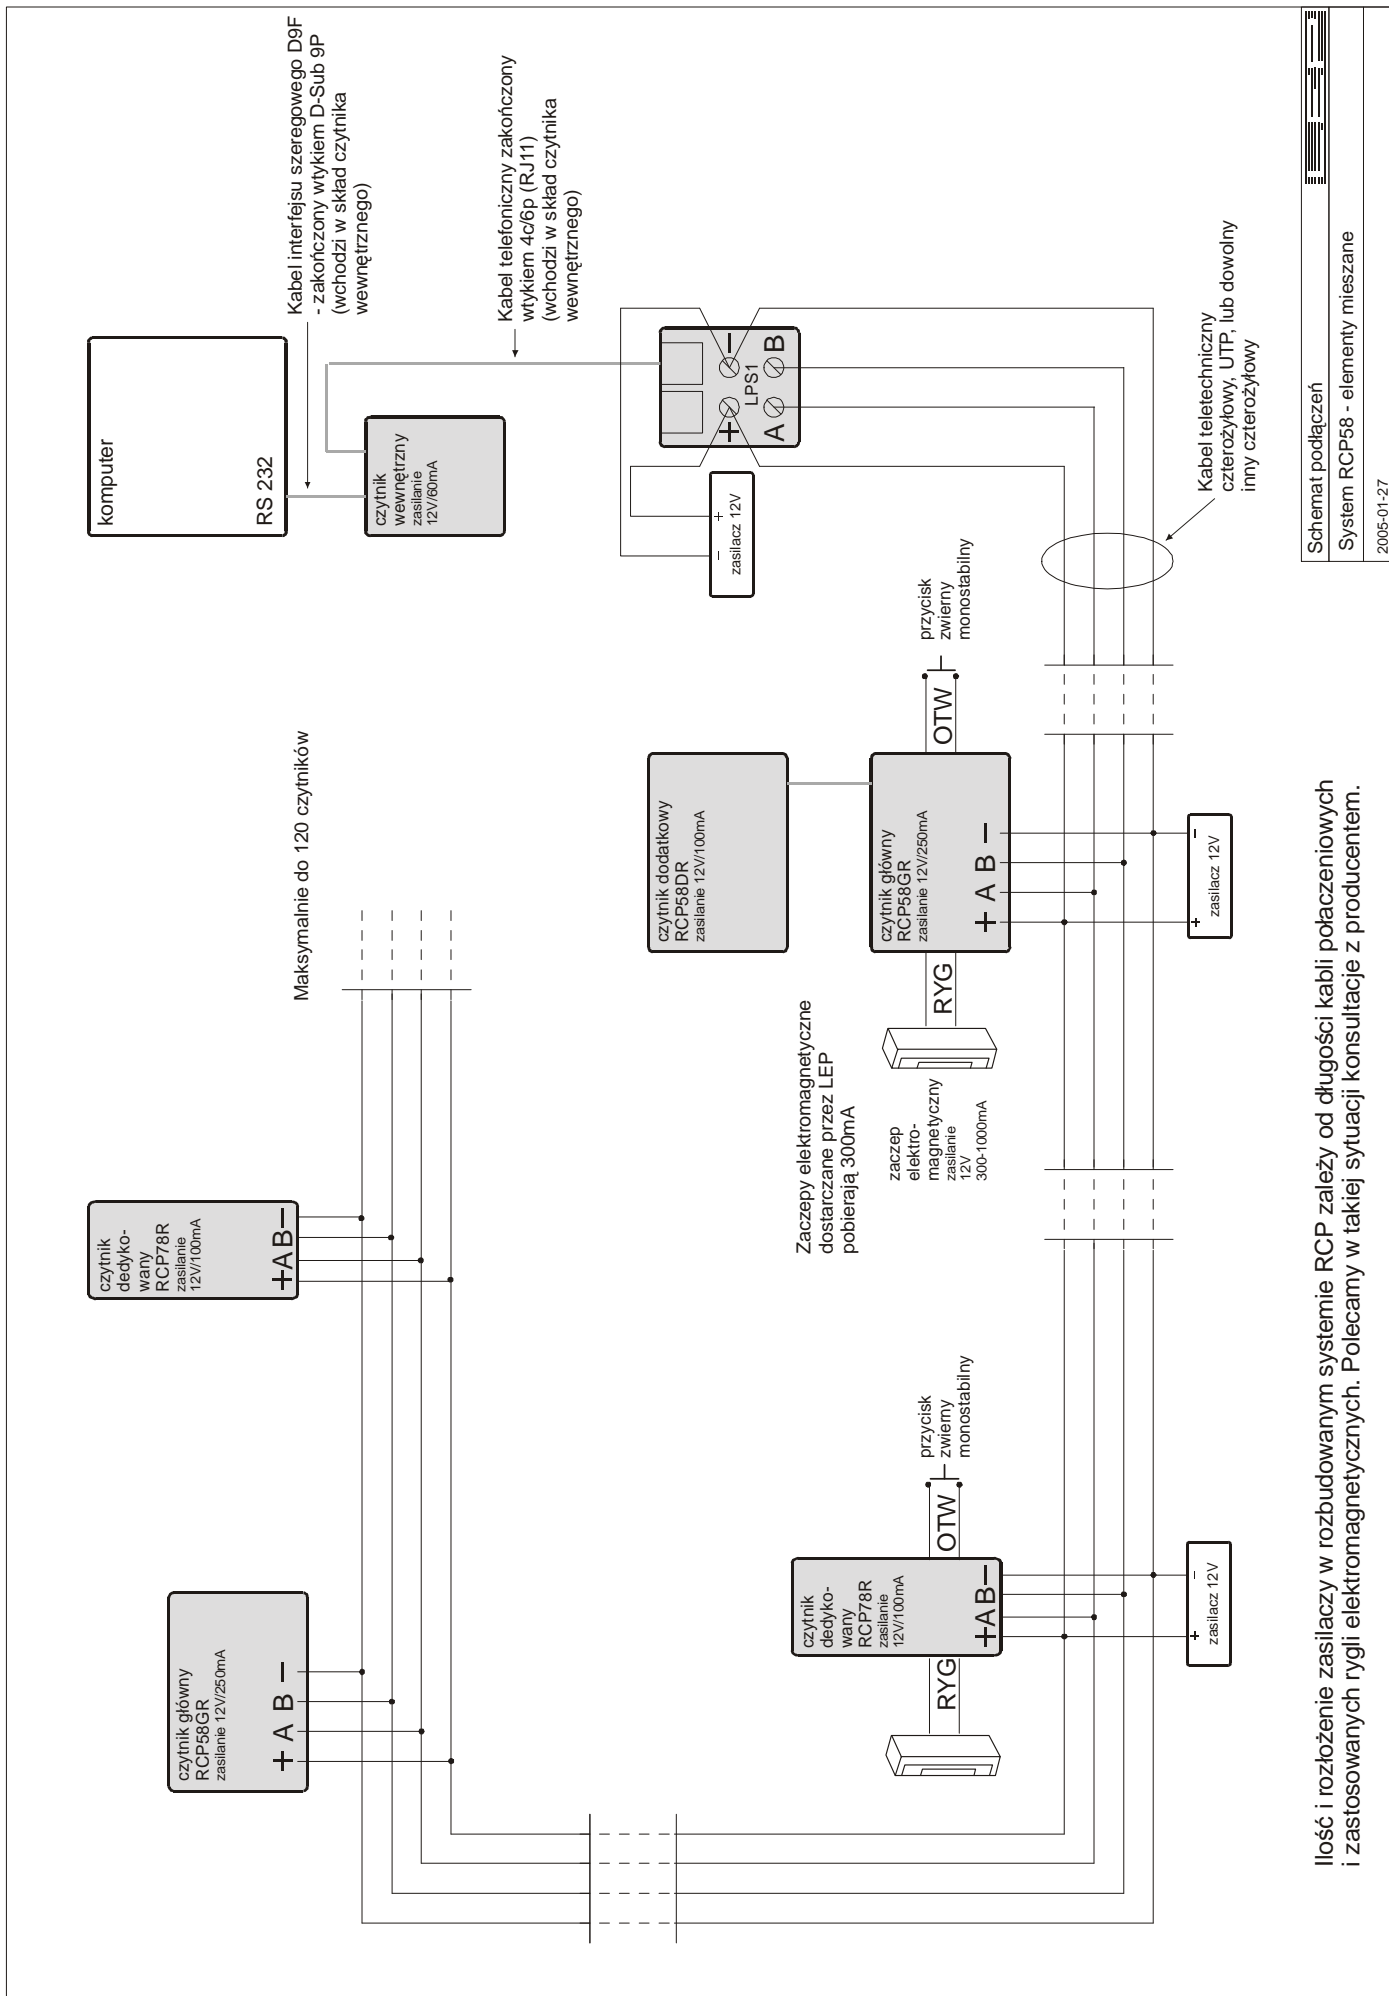 komputer
RS 232
Kabel interfejsu szeregowego D9F
- zakończony wtykiem D-Sub 9P
(wchodzi w skład czytnika
wewnętrznego)
czytnik
wewnętrzny
zasilanie
12V/60mA
Kabel telefoniczny zakończony
wtykiem 4c/6p (RJ11)
(wchodzi w skład czytnika
wewnętrznego)
+ -
LPS1
A B
- +
zasilacz 12V
Maksymalnie do 120 czytników
czytnik
dedyko-
wany
RCP78R
zasilanie
12V/100mA
+ A B -
czytnik główny
RCP58GR
zasilanie 12V/250mA
+ A B -
czytnik dodatkowy
RCP58DR
zasilanie 12V/100mA
czytnik główny
RCP58GR
zasilanie 12V/250mA
+ A B -
RYG
OTW
przycisk
zwierny
monostabilny
Zaczepy elektromagnetyczne
dostarczane przez LEP
pobierają 300mA
zaczep
elektro-
magnetyczny
zasilanie
12V
300-1000mA
+ -
zasilacz 12V
czytnik
dedyko-
wany
RCP78R
zasilanie
12V/100mA
+ A B -
RYG
OTW
przycisk
zwierny
monostabilny
+ -
zasilacz 12V
Kabel teletechniczny
czterożyłowy, UTP, lub dowolny
inny czterożyłowy
Ilość i rozłożenie zasilaczy w rozbudowanym systemie RCP zależy od długości kabli połaczeniowych
i zastosowanych rygli elektromagnetycznych. Polecamy w takiej sytuacji konsultacje z producentem.
Schemat podłączeń
System RCP58 - elementy mieszane
2005-01-27